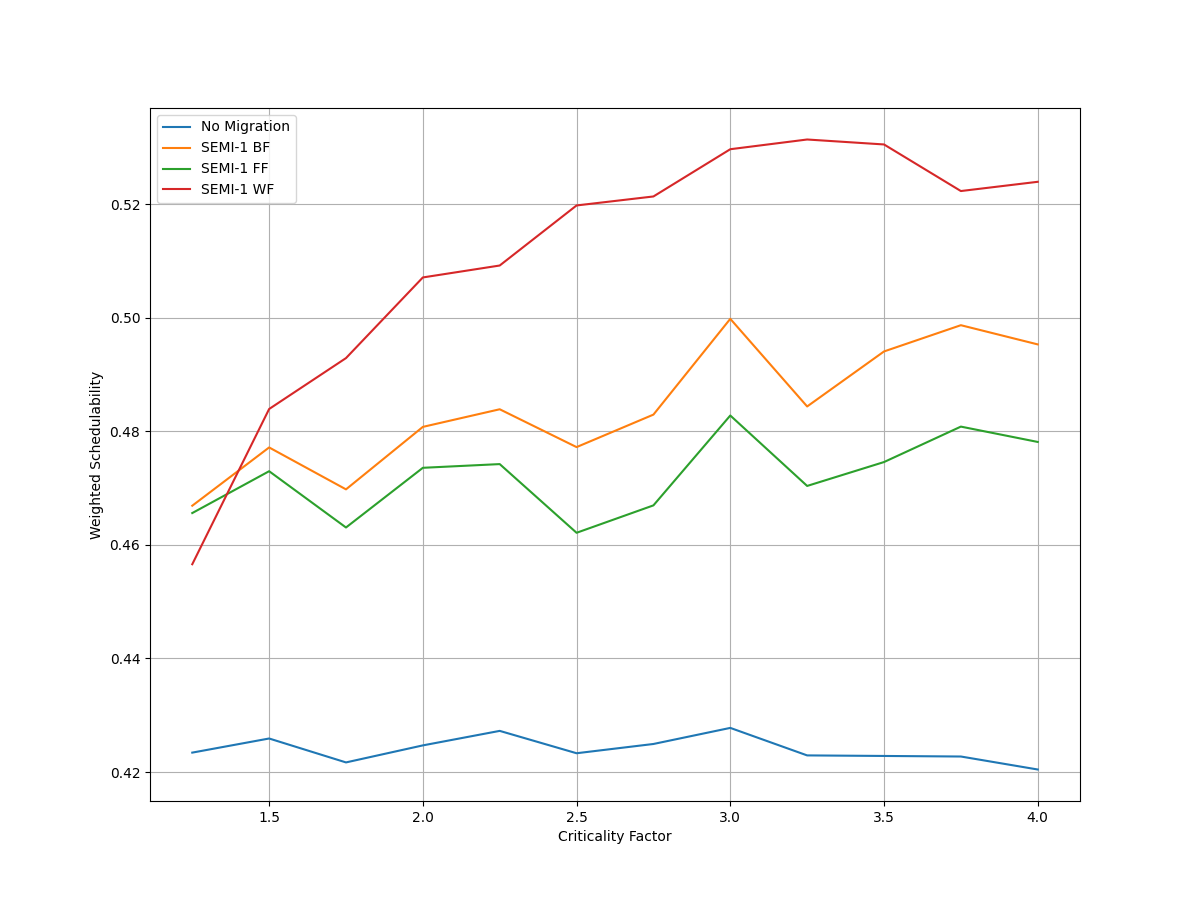 No Migration
SEMI-1 BF
SEMI-1 FF
SEMI-1 WF
0.52
0.50
0.48
0.46
0.44
0.42
Weighted Schedulability
1.5 2.0 2.5 3.0 3.5 4.0
Criticality Factor